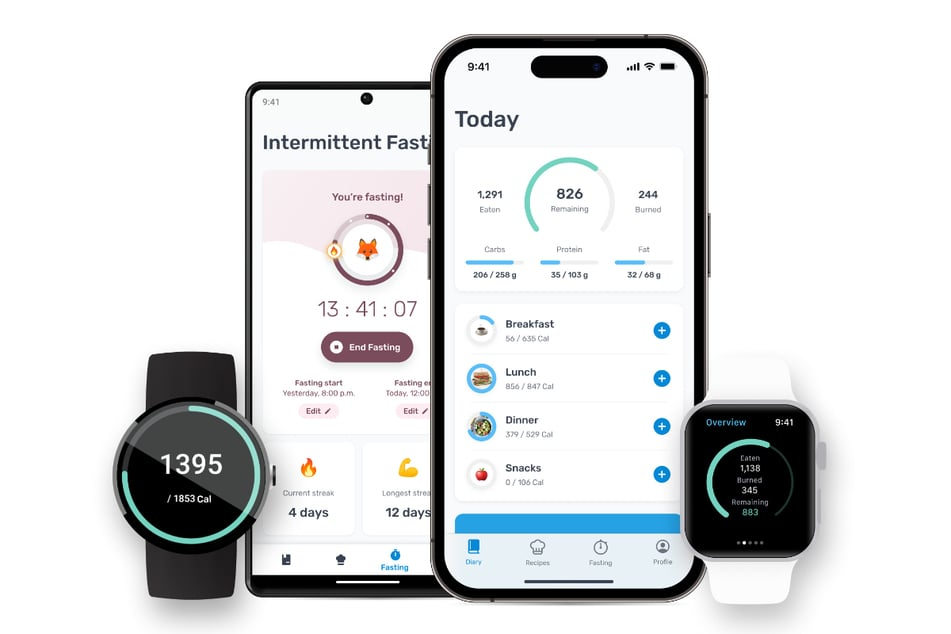 9:41
Intermittent Fasti
You're fasting!
13 : 41 : 07
End Fasting
Fasting start
Yesterday, 8:00 p.m.
Edit
Fasting en
Today, 12:00
Edit
Current streak
4 days
Longest strea
12 days
Fasting
9:41
Today
1,291
Eaten
826
Remaining
244
Burned
Carbs
206 / 258 g
Protein
35 / 103 g
Fat
32 / 68 g
Breakfast
56 / 635 Cal
Lunch
856 / 847 Cal
Dinner
379 / 529 Cal
Snacks
0 / 106 Cal
Diary
Recipes
Fasting
Profile
1395
/ 1853 Cal
Overview
9:41
Eaten
1,138
Burned
345
Remaining
883